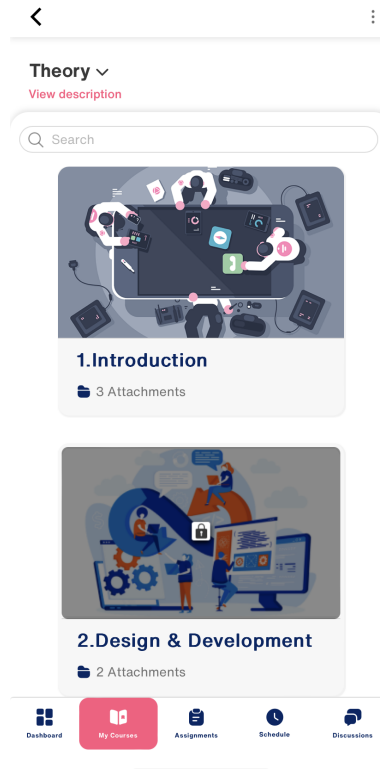 Theory
View description
Search
1.Introduction
3 Attachments
2.Design & Development
2 Attachments
Dashboard
My Courses
Assignments
Schedule
Discussions